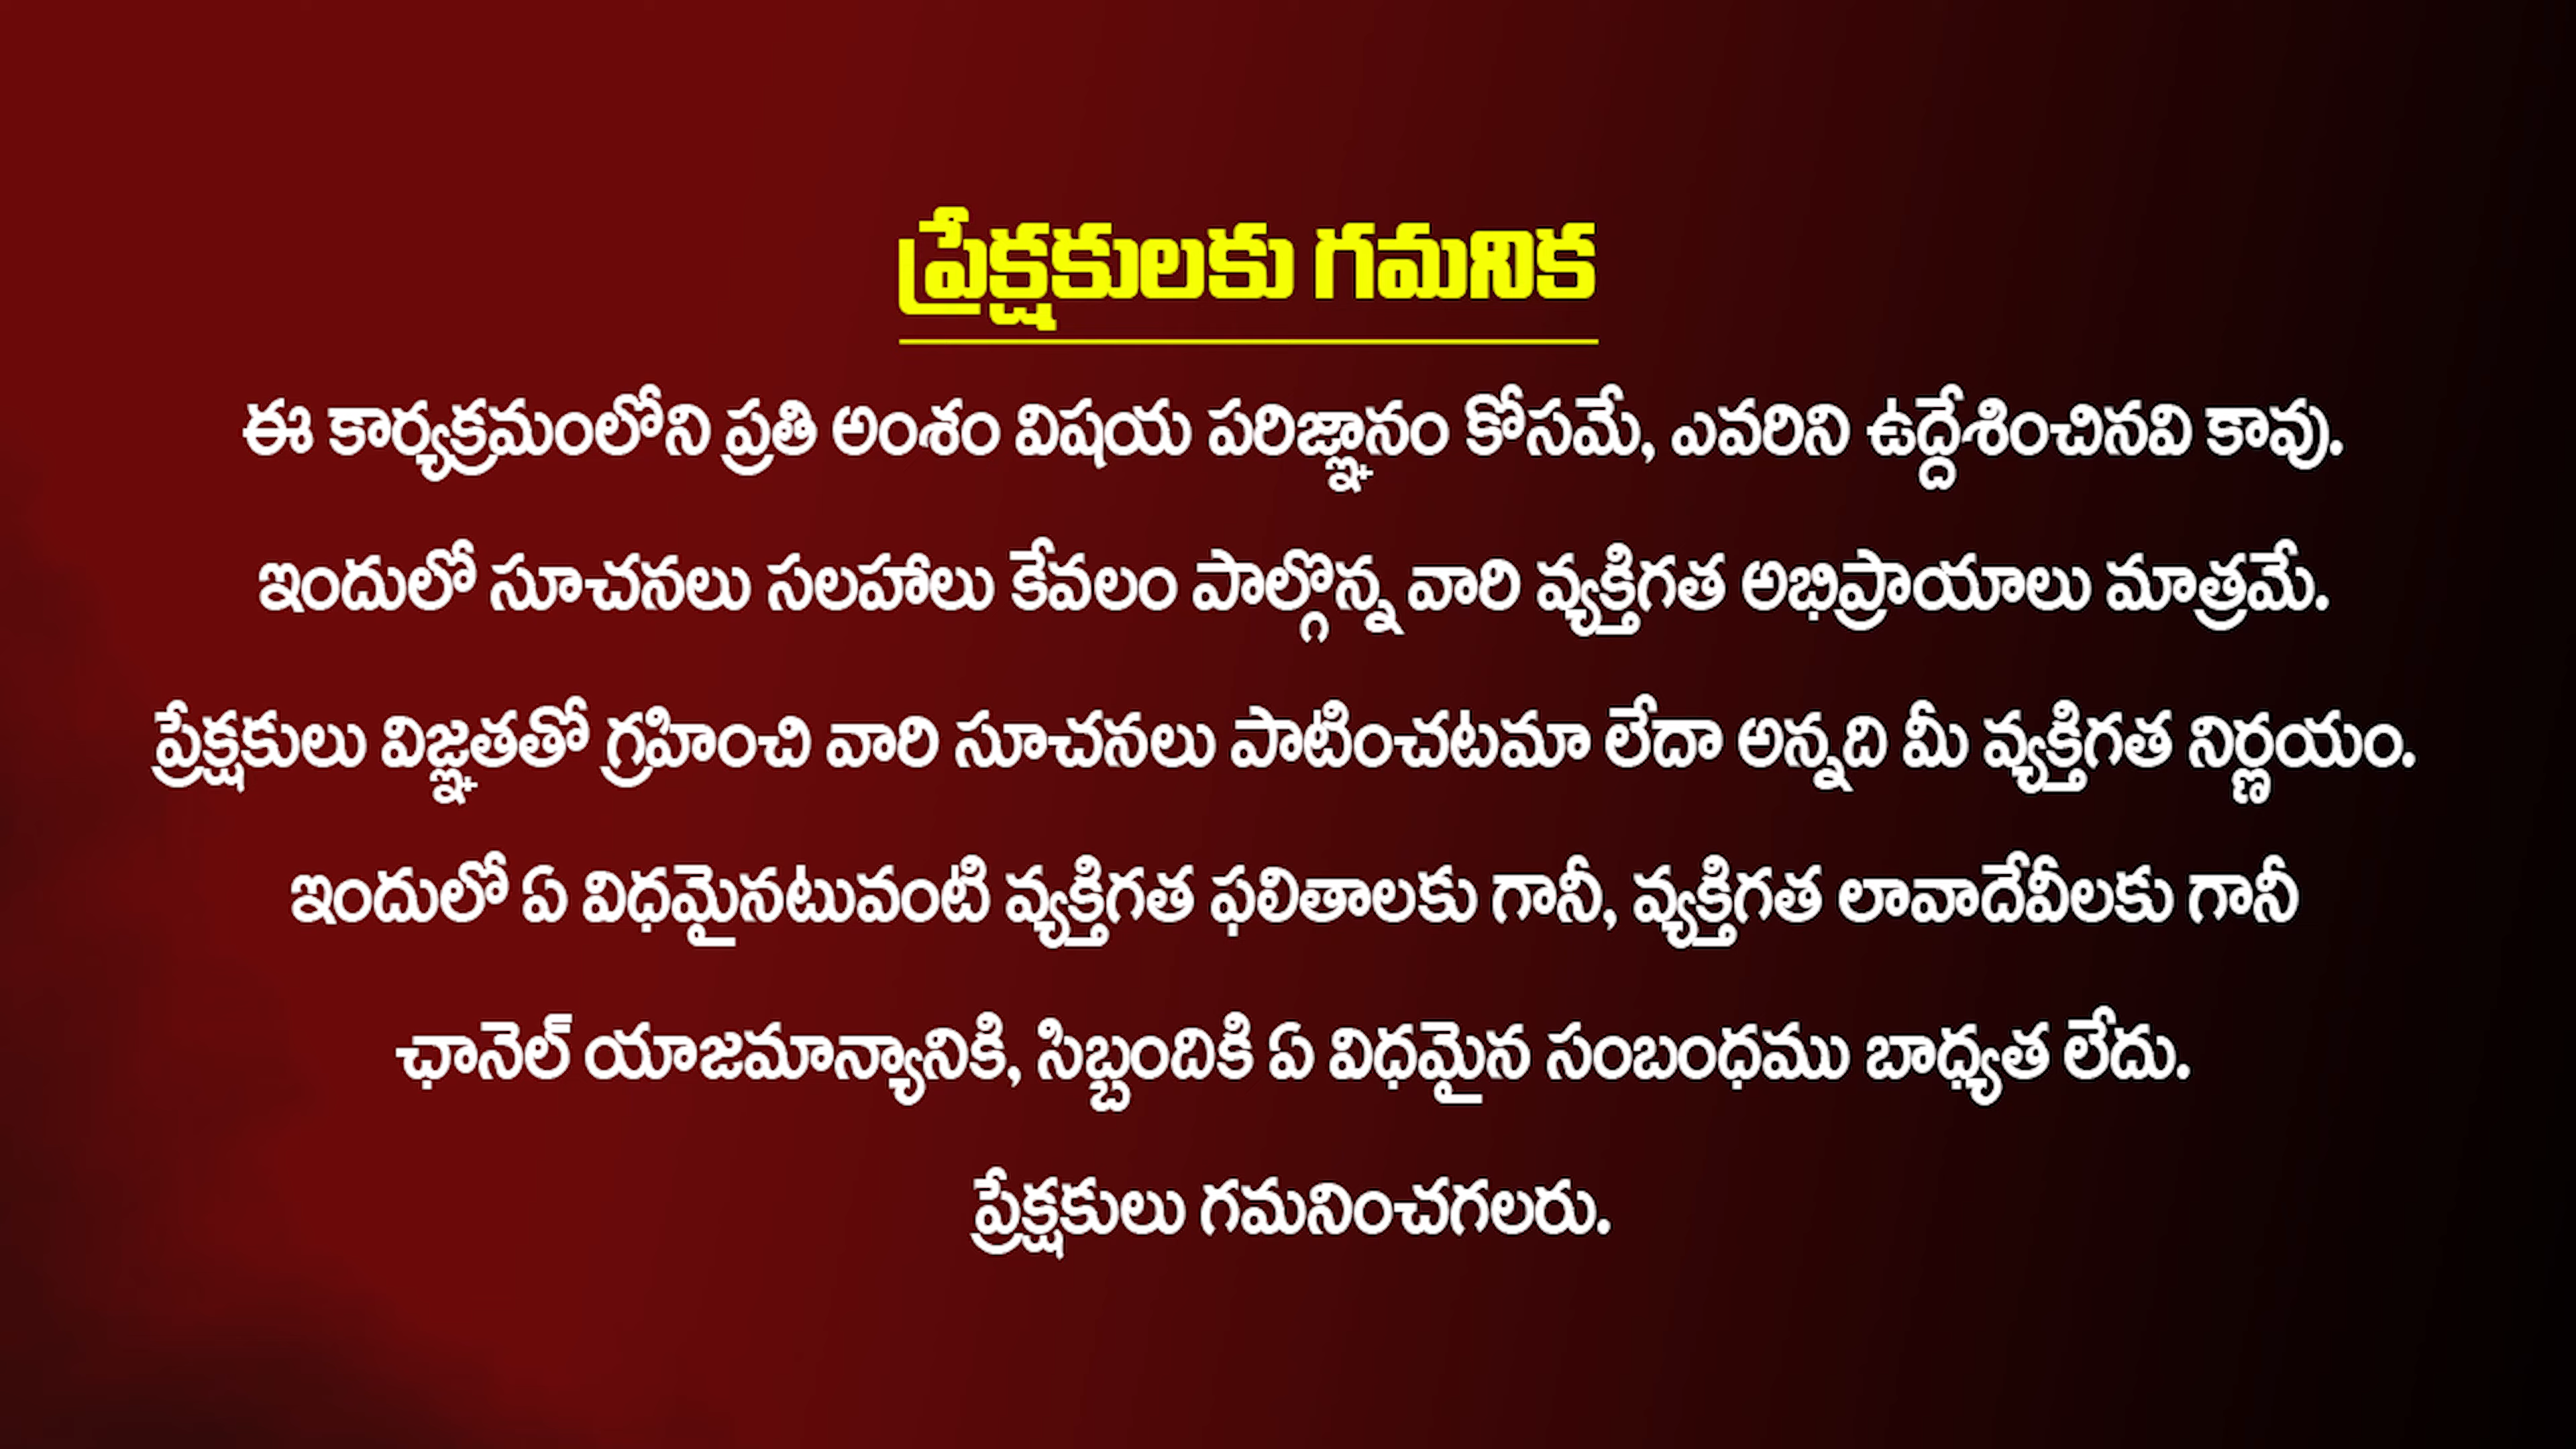 ప్రేక్షకులకు గమనిక
ఈ కార్యక్రమంలోని ప్రతి అంశం విషయ పరిజ్ఞానం కోసమే, ఎవరిని ఉద్దేశించినవి కావు.
ఇందులో సూచనలు సలహాలు కేవలం పాల్గొన్న వారి వ్యక్తిగత అభిప్రాయాలు మాత్రమే.
ప్రేక్షకులు విజ్ఞతతో గ్రహించి వారి సూచనలు పాటించటమా లేదా అన్నది మీ వ్యక్తిగత నిర్ణయం.
ఇందులో ఏ విధమైనటువంటి వ్యక్తిగత ఫలితాలకు గానీ, వ్యక్తిగత లావాదేవీలకు గానీ
ఛానెల్ యాజమాన్యానికి, సిబ్బందికి ఏ విధమైన సంబంధము బాధ్యత లేదు.
ప్రేక్షకులు గమనించగలరు.